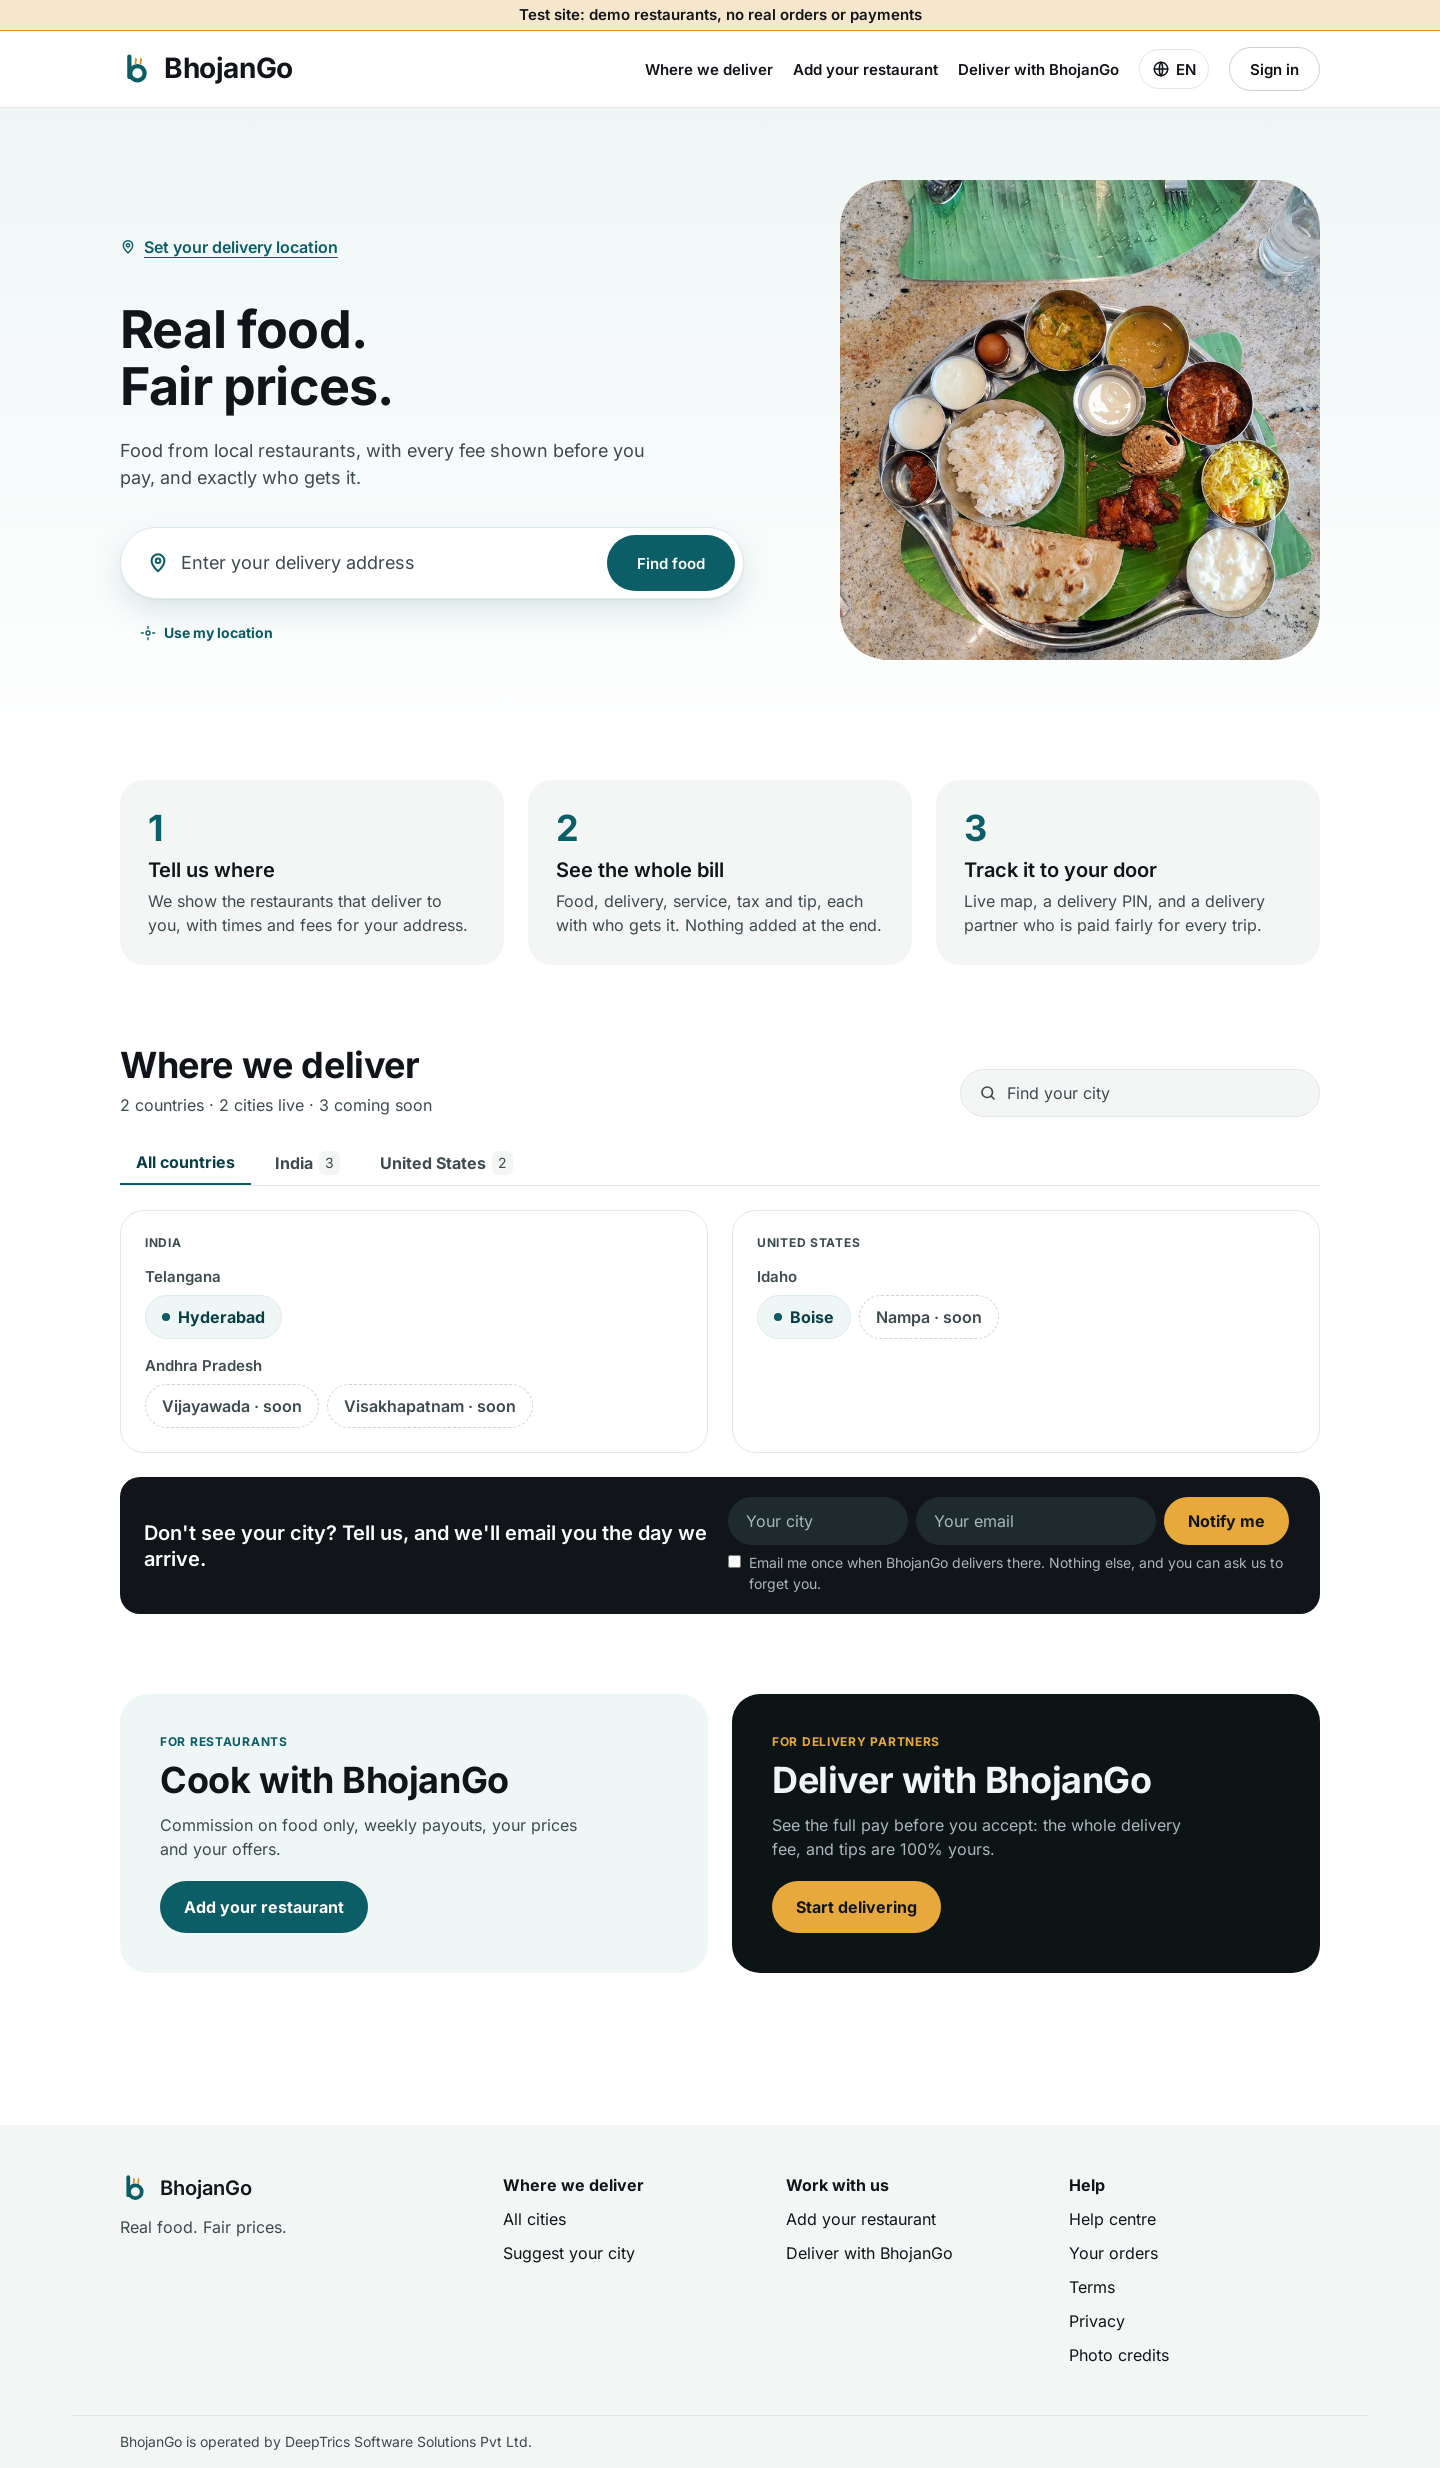 Test site: demo restaurants, no real orders or payments
BhojanGo
Where we deliver
Add your restaurant
Deliver with BhojanGo
EN
Sign in
Set your delivery location
Real food.
Fair prices.
Food from local restaurants, with every fee shown before you
pay, and exactly who gets it.
Enter your delivery address
Find food
Use my location
1
Tell us where
We show the restaurants that deliver to
you, with times and fees for your address.
2
See the whole bill
Food, delivery, service, tax and tip, each
with who gets it. Nothing added at the end.
3
Track it to your door
Live map, a delivery PIN, and a delivery
partner who is paid fairly for every trip.
Where we deliver
2 countries · 2 cities live · 3 coming soon
Find your city
All countries
India 3
United States 2
INDIA
Telangana
Hyderabad
Andhra Pradesh
Vijayawada · soon
Visakhapatnam · soon
UNITED STATES
Idaho
Boise
Nampa · soon
Don't see your city? Tell us, and we'll email you the day we
arrive.
Your city
Your email
Notify me
Email me once when BhojanGo delivers there. Nothing else, and you can ask us to
forget you.
FOR RESTAURANTS
Cook with BhojanGo
Commission on food only, weekly payouts, your prices
and your offers.
Add your restaurant
FOR DELIVERY PARTNERS
Deliver with BhojanGo
See the full pay before you accept: the whole delivery
fee, and tips are 100% yours.
Start delivering
BhojanGo
Real food. Fair prices.
Where we deliver
All cities
Suggest your city
Work with us
Add your restaurant
Deliver with BhojanGo
Help
Help centre
Your orders
Terms
Privacy
Photo credits
BhojanGo is operated by DeepTrics Software Solutions Pvt Ltd.